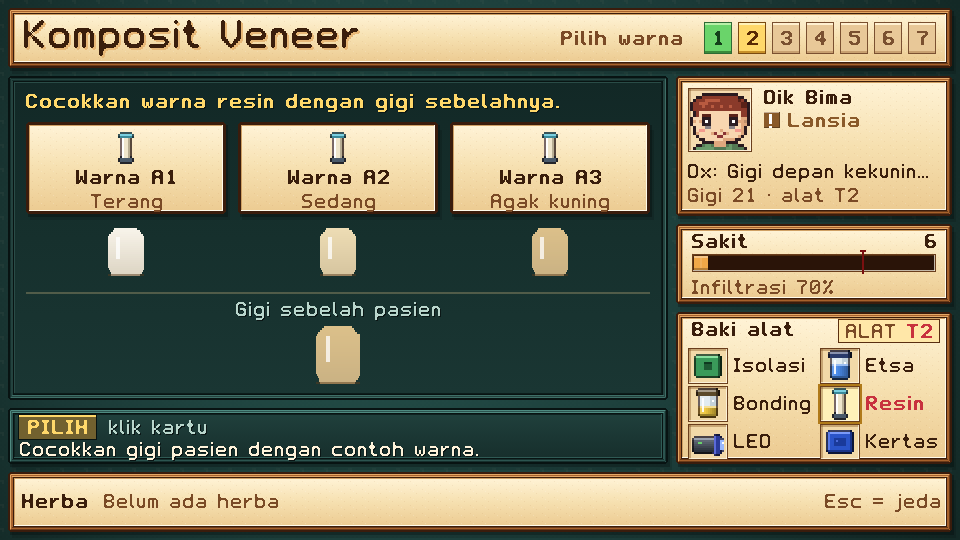 Komposit Veneer
Pilih warna 1 2 3 4 5 6 7
Cocokkan warna resin dengan gigi sebelahnya.
Warna A1
Terang
Warna A2
Sedang
Warna A3
Agak kuning
Gigi sebelah pasien
PILIH klik kartu
Cocokkan gigi pasien dengan contoh warna.
Dik Bima
Lansia
Dx: Gigi depan kekunin...
Gigi 21 · alat T2
Sakit 6
Infiltrasi 70%
Baki alat ALAT T2
Isolasi Etsa
Bonding Resin
LED Kertas
Herba Belum ada herba Esc = jeda